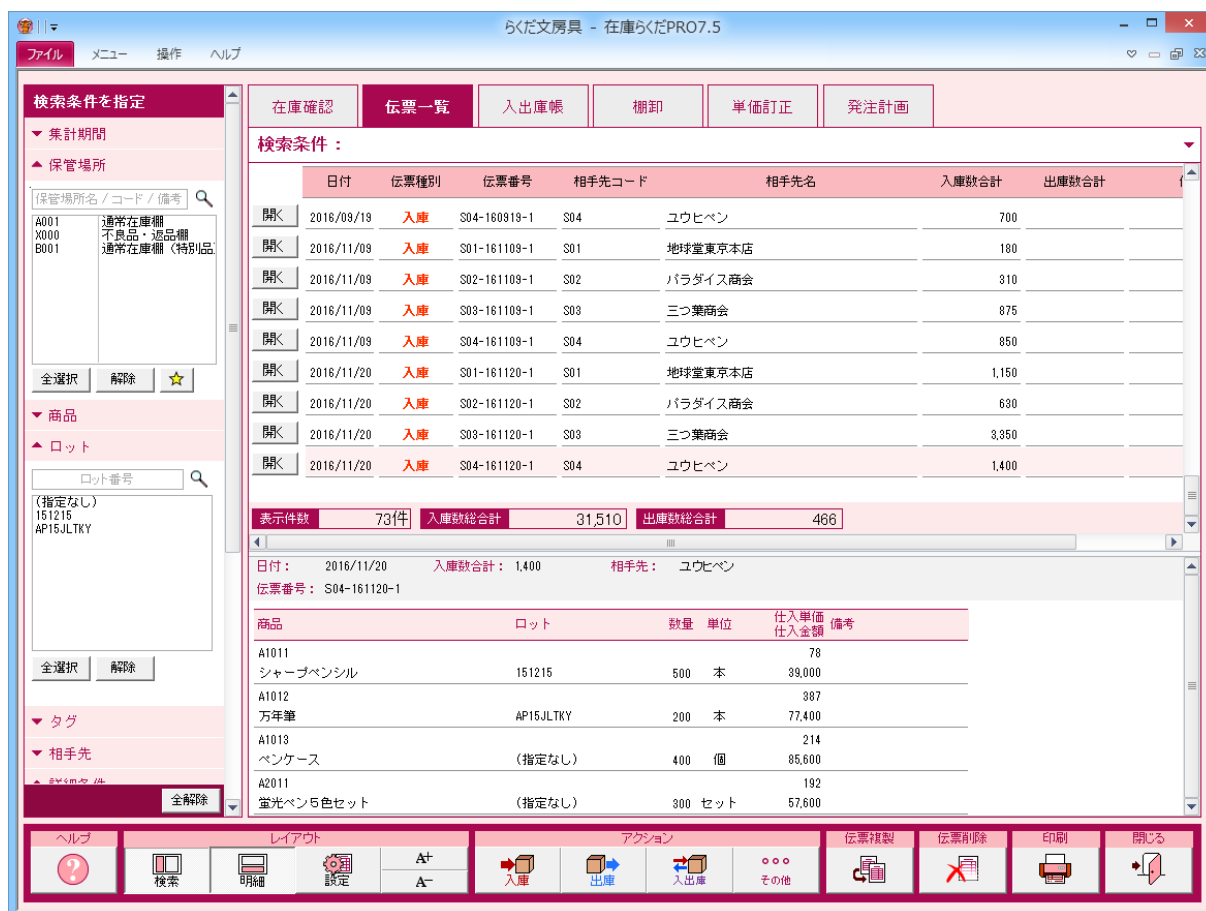 らくだ文房具 - 在庫らくだPRO7.5
ファイル メニュー 操作 ヘルプ
検索条件を指定
▼ 集計期間
▲ 保管場所
保管場所名 / コード / 備考
A001 通常在庫棚
X000 不良品・返品棚
B001 通常在庫棚（特別品
全選択 解除
▼ 商品
▲ ロット
ロット番号
(指定なし)
151215
AP15JLTKY
全選択 解除
▼ タグ
▼ 相手先
全解除
在庫確認 伝票一覧 入出庫帳 棚卸 単価訂正 発注計画
検索条件：
日付 伝票種別 伝票番号 相手先コード 相手先名 入庫数合計 出庫数合計
開く 2016/09/19 入庫 S04-160919-1 S04 ユウヒペン 700
開く 2016/11/09 入庫 S01-161109-1 S01 地球堂東京本店 180
開く 2016/11/09 入庫 S02-161109-1 S02 パラダイス商会 310
開く 2016/11/09 入庫 S03-161109-1 S03 三つ葉商会 875
開く 2016/11/09 入庫 S04-161109-1 S04 ユウヒペン 850
開く 2016/11/20 入庫 S01-161120-1 S01 地球堂東京本店 1,150
開く 2016/11/20 入庫 S02-161120-1 S02 パラダイス商会 630
開く 2016/11/20 入庫 S03-161120-1 S03 三つ葉商会 3,350
開く 2016/11/20 入庫 S04-161120-1 S04 ユウヒペン 1,400
表示件数 73件 入庫数総合計 31,510 出庫数総合計 466
日付： 2016/11/20 入庫数合計： 1,400 相手先： ユウヒペン
伝票番号： S04-161120-1
商品 ロット 数量 単位 仕入単価 備考
仕入金額
A1011 78
シャープペンシル 151215 500 本 39,000
A1012 387
万年筆 AP15JLTKY 200 本 77,400
A1013 214
ペンケース (指定なし) 400 個 85,600
A2011 192
蛍光ペン5色セット (指定なし) 300 セット 57,600
ヘルプ レイアウト アクション 伝票複製 伝票削除 印刷 閉じる
検索 明細 設定 A+ A- 入庫 出庫 入出庫 その他